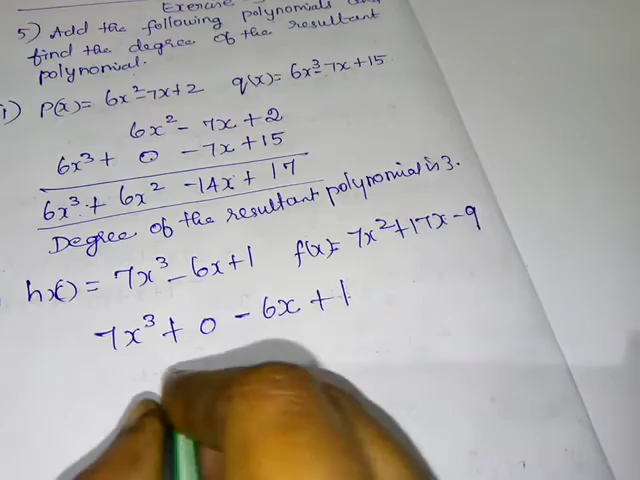 Exercise
5) Add the following polynomials and
find the degree of the resultant
polynomial.
i) P(x) = 6x²-7x+2 q(x) = 6x³-7x+15
6x² - 7x + 2
6x³ + 0 - 7x + 15
6x³ + 6x² - 14x + 17
Degree of the resultant polynomial is 3.
h(x) = 7x³ - 6x + 1 f(x) = 7x² + 17x - 9
7x³ + 0 - 6x + 1